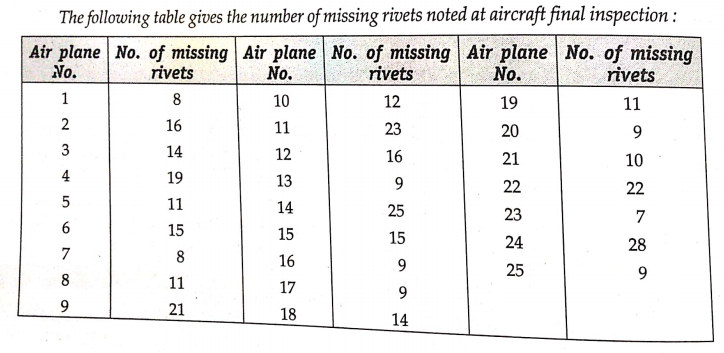 The following table gives the number of missing rivets noted at aircraft final inspection :
Air plane No. No. of missing rivets Air plane No. No. of missing rivets Air plane No. No. of missing rivets
1 8 10 12 19 11
2 16 11 23 20 9
3 14 12 16 21 10
4 19 13 9 22 22
5 11 14 25 23 7
6 15 15 15 24 28
7 8 16 9 25 9
8 11 17 9
9 21 18 14